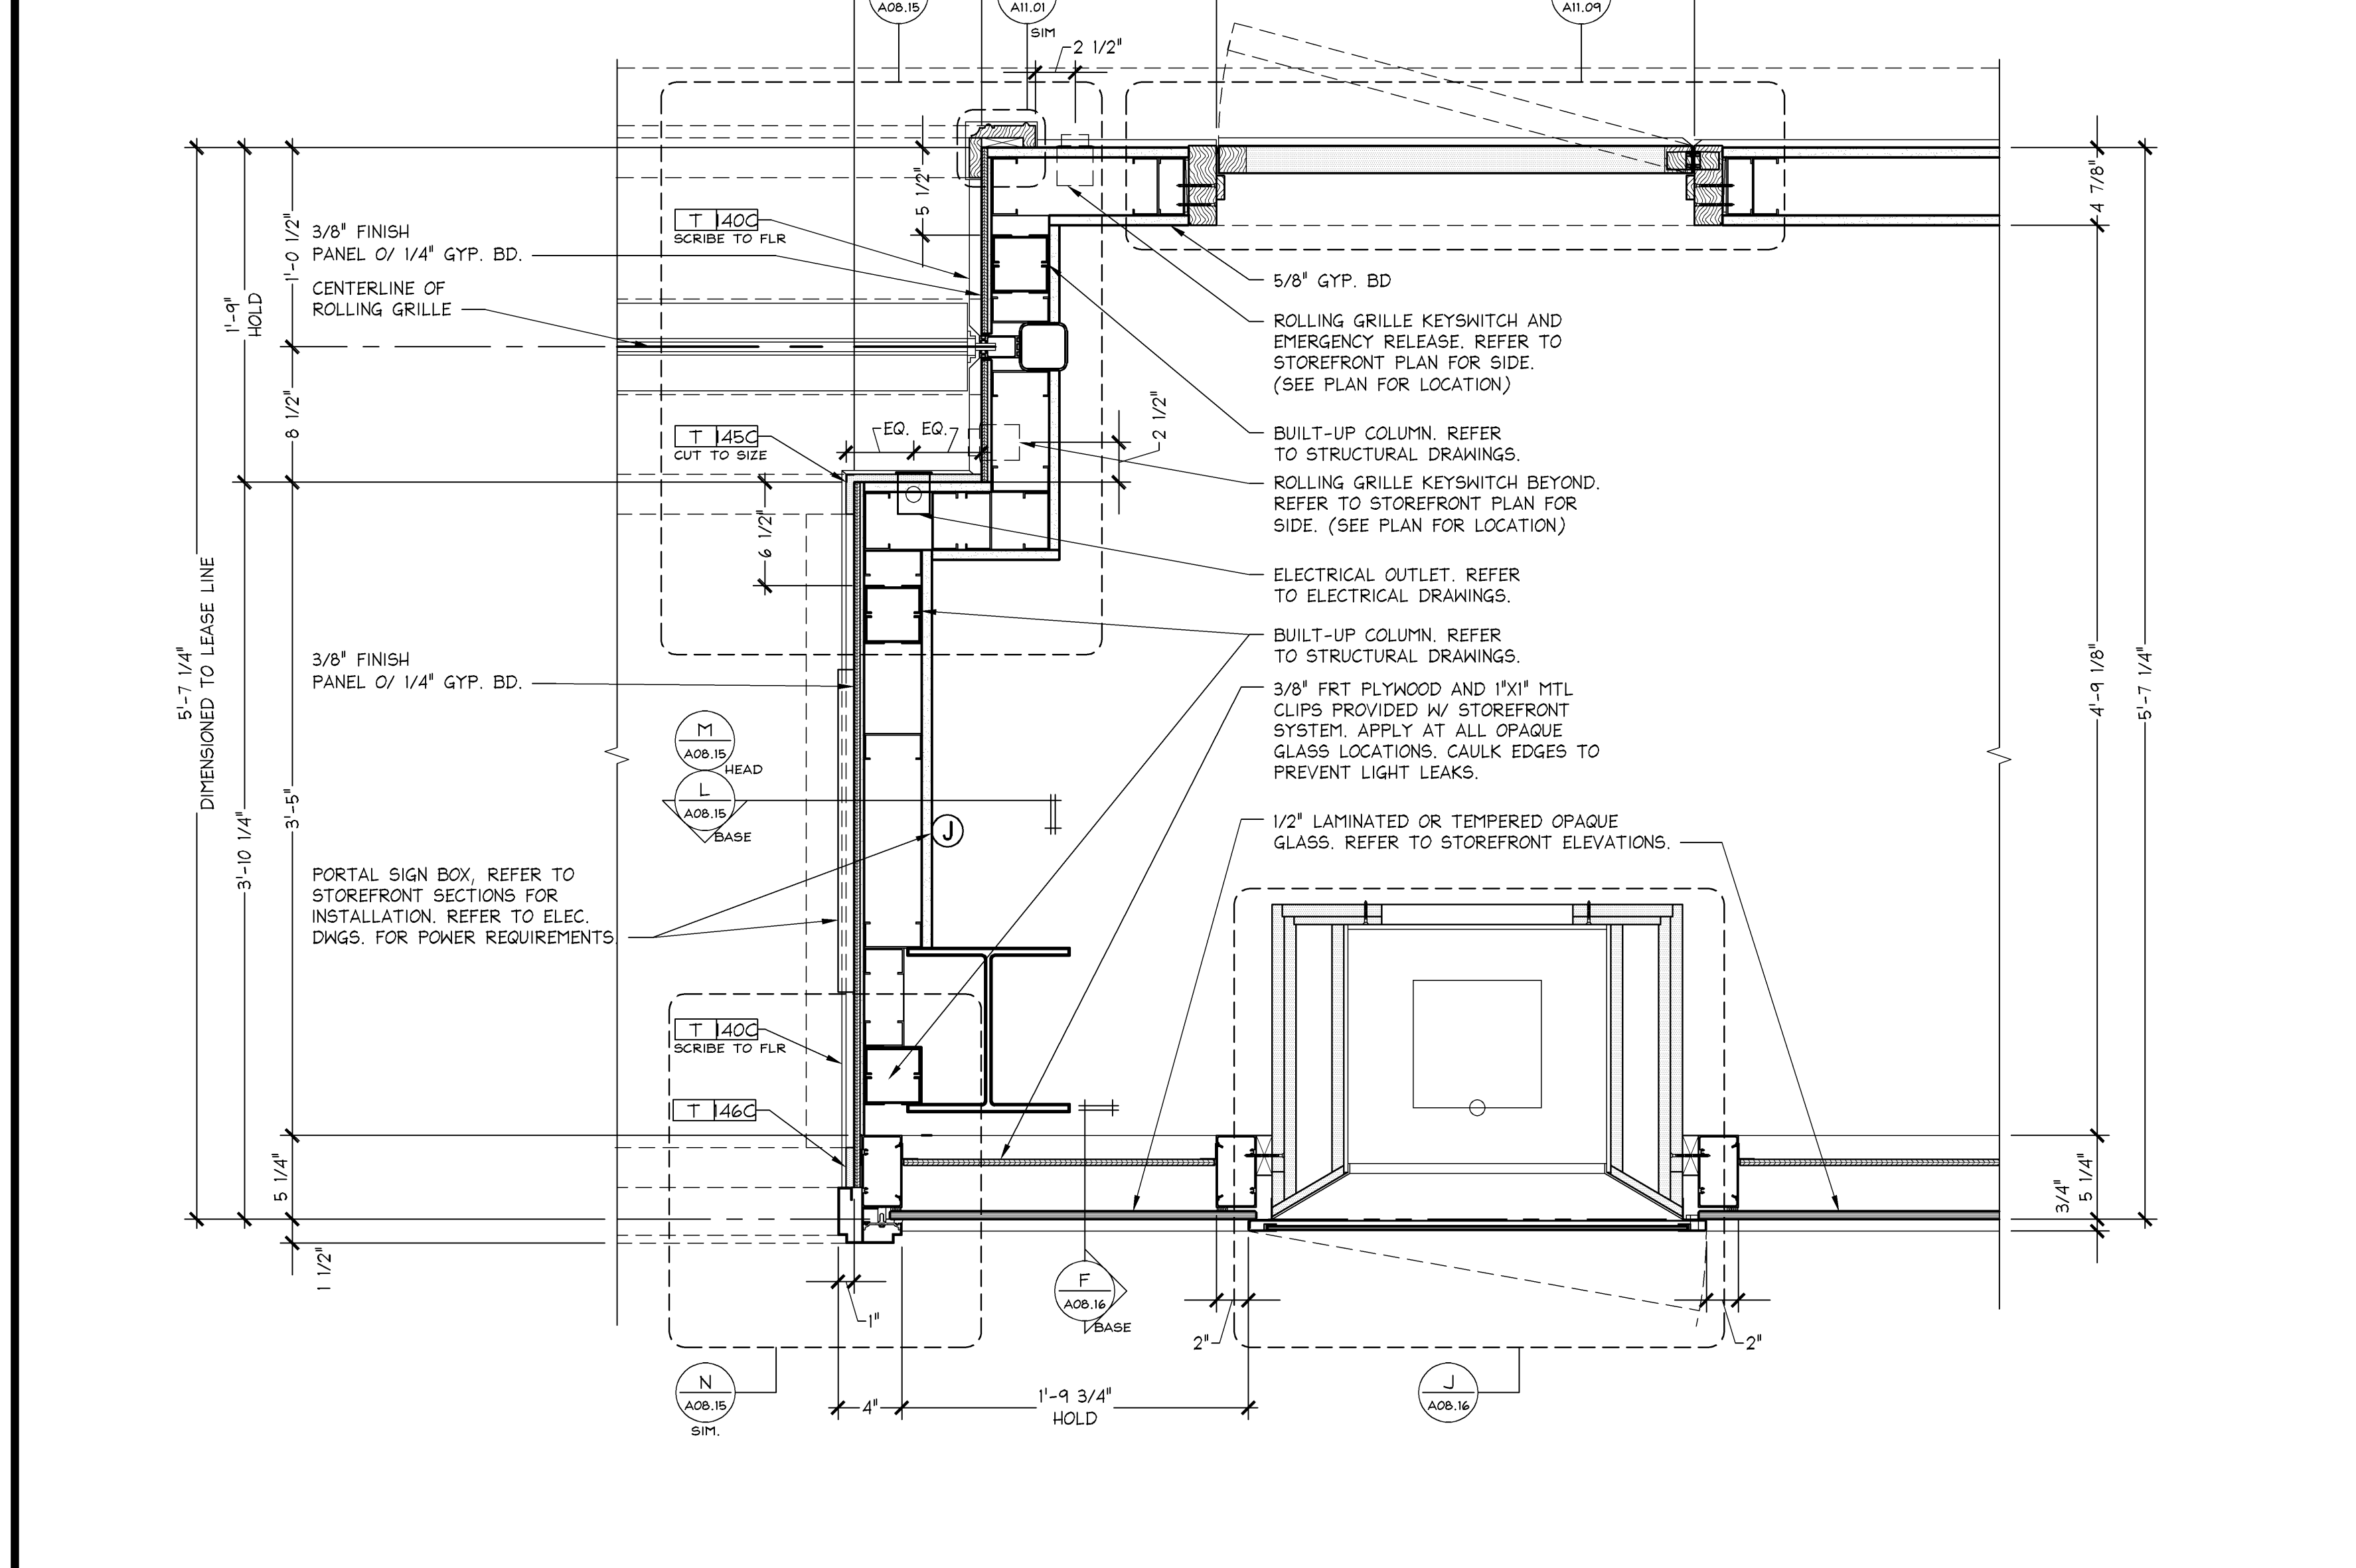 A08.15
A11.01
SIM
A11.09
2 1/2"
5 1/2"
T 140C
SCRIBE TO FLR
3/8" FINISH
PANEL O/ 1/4" GYP. BD.
CENTERLINE OF
ROLLING GRILLE
1'-0 1/2"
1'-9"
HOLD
8 1/2"
T 145C
CUT TO SIZE
EQ. EQ.
2 1/2"
6 1/2"
4 7/8"
5/8" GYP. BD
ROLLING GRILLE KEYSWITCH AND
EMERGENCY RELEASE. REFER TO
STOREFRONT PLAN FOR SIDE.
(SEE PLAN FOR LOCATION)
BUILT-UP COLUMN. REFER
TO STRUCTURAL DRAWINGS.
ROLLING GRILLE KEYSWITCH BEYOND.
REFER TO STOREFRONT PLAN FOR
SIDE. (SEE PLAN FOR LOCATION)
ELECTRICAL OUTLET. REFER
TO ELECTRICAL DRAWINGS.
BUILT-UP COLUMN. REFER
TO STRUCTURAL DRAWINGS.
3/8" FRT PLYWOOD AND 1"X1" MTL
CLIPS PROVIDED W/ STOREFRONT
SYSTEM. APPLY AT ALL OPAQUE
GLASS LOCATIONS. CAULK EDGES TO
PREVENT LIGHT LEAKS.
1/2" LAMINATED OR TEMPERED OPAQUE
GLASS. REFER TO STOREFRONT ELEVATIONS.
5'-7 1/4"
DIMENSIONED TO LEASE LINE
3'-10 1/4"
3'-5"
3/8" FINISH
PANEL O/ 1/4" GYP. BD.
M
A08.15
HEAD
L
A08.15
BASE
J
PORTAL SIGN BOX, REFER TO
STOREFRONT SECTIONS FOR
INSTALLATION. REFER TO ELEC.
DWGS. FOR POWER REQUIREMENTS.
T 140C
SCRIBE TO FLR
T 146C
4'-9 1/8"
5'-7 1/4"
5 1/4"
3/4"
5 1/4"
1 1/2"
1"
F
A08.16
BASE
2"
2"
N
A08.15
SIM.
4"
1'-9 3/4"
HOLD
J
A08.16